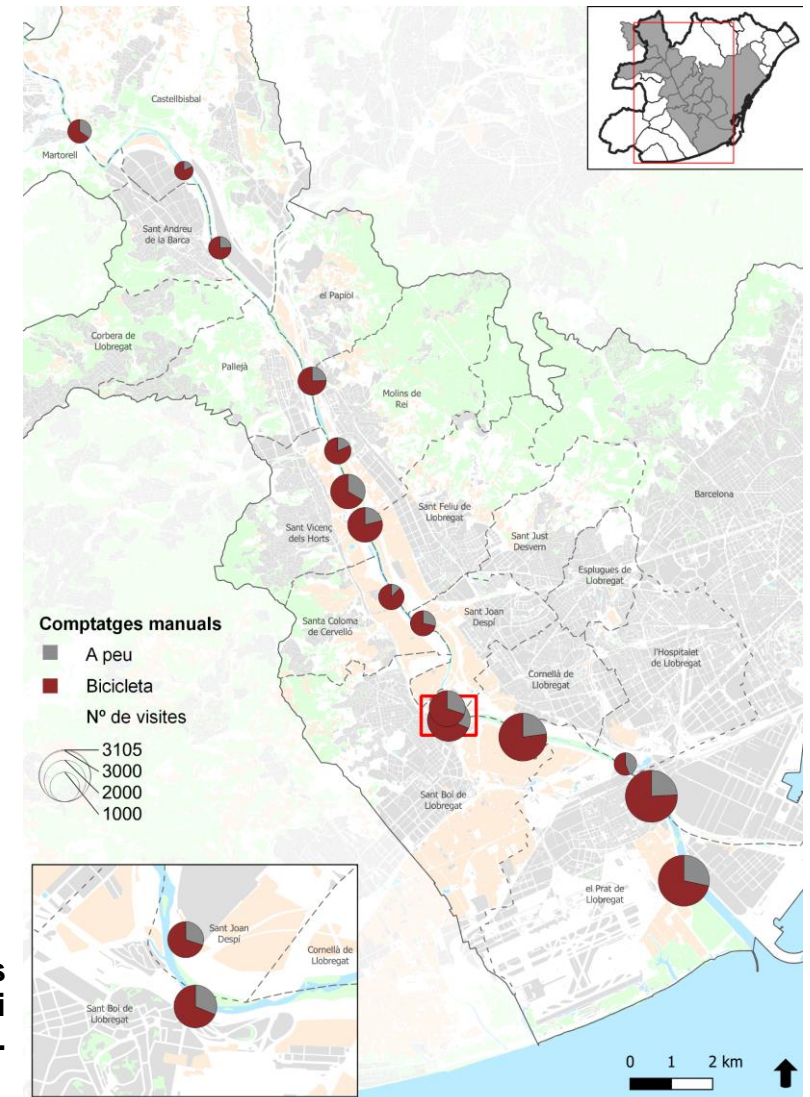 Castellbisbal
Martorell
Sant Andreu
de la Barca
el Papiol
Corbera de
Llobregat
Pallejà
Molins de
Rei
Barcelona
Sant Feliu de
Llobregat
Sant Vicenç
dels Horts
Sant Just
Desvern
Esplugues de
Llobregat
Comptatges manuals
A peu
Bicicleta
Nº de visites
3105
3000
2000
1000
Santa Coloma
de Cervelló
Sant Joan
Despí
Cornellà de
Llobregat
l'Hospitalet
de Llobregat
Sant Boi de
Llobregat
el Prat de
Llobregat
Sant Joan
Despí
Cornellà de
Llobregat
Sant Boi de
Llobregat
s
i
.
0 1 2 km